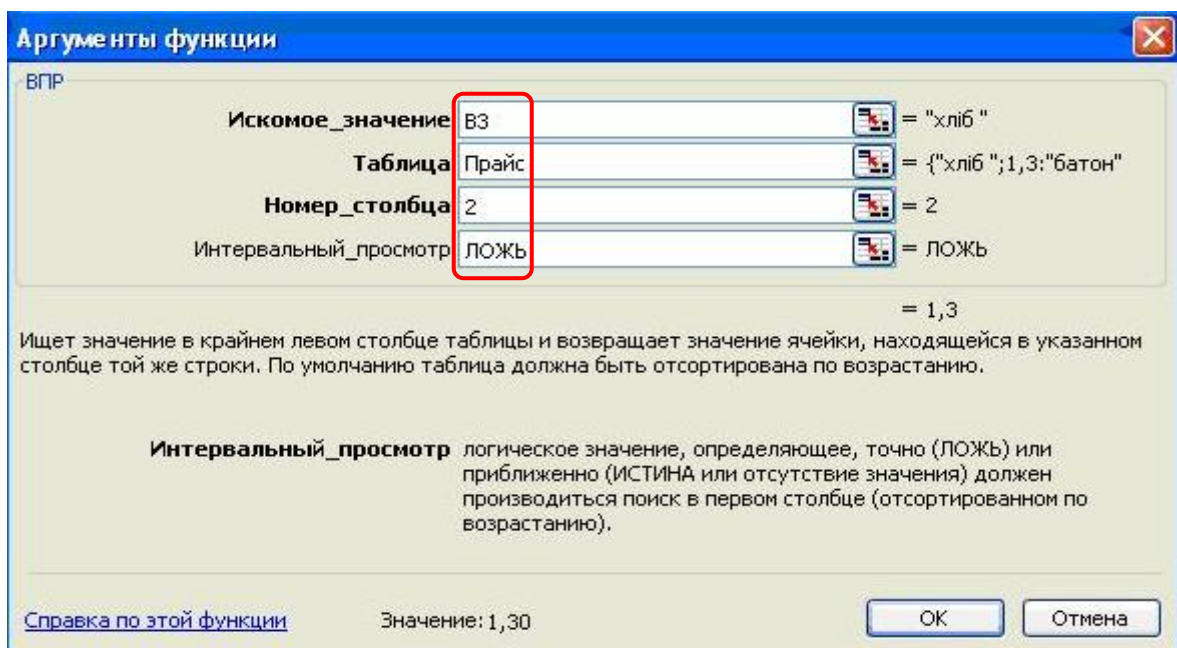 Аргументы функции
ВПР
Искомое_значение B3 = "хліб "
Таблица Прайс = {"хліб ";1,3:"батон"
Номер_столбца 2 = 2
Интервальный_просмотр ЛОЖЬ = ЛОЖЬ
= 1,3
Ищет значение в крайнем левом столбце таблицы и возвращает значение ячейки, находящейся в указанном
столбце той же строки. По умолчанию таблица должна быть отсортирована по возрастанию.
Интервальный_просмотр логическое значение, определяющее, точно (ЛОЖЬ) или
приближенно (ИСТИНА или отсутствие значения) должен
производиться поиск в первом столбце (отсортированном по
возрастанию).
Справка по этой функции Значение: 1,30 ОК Отмена